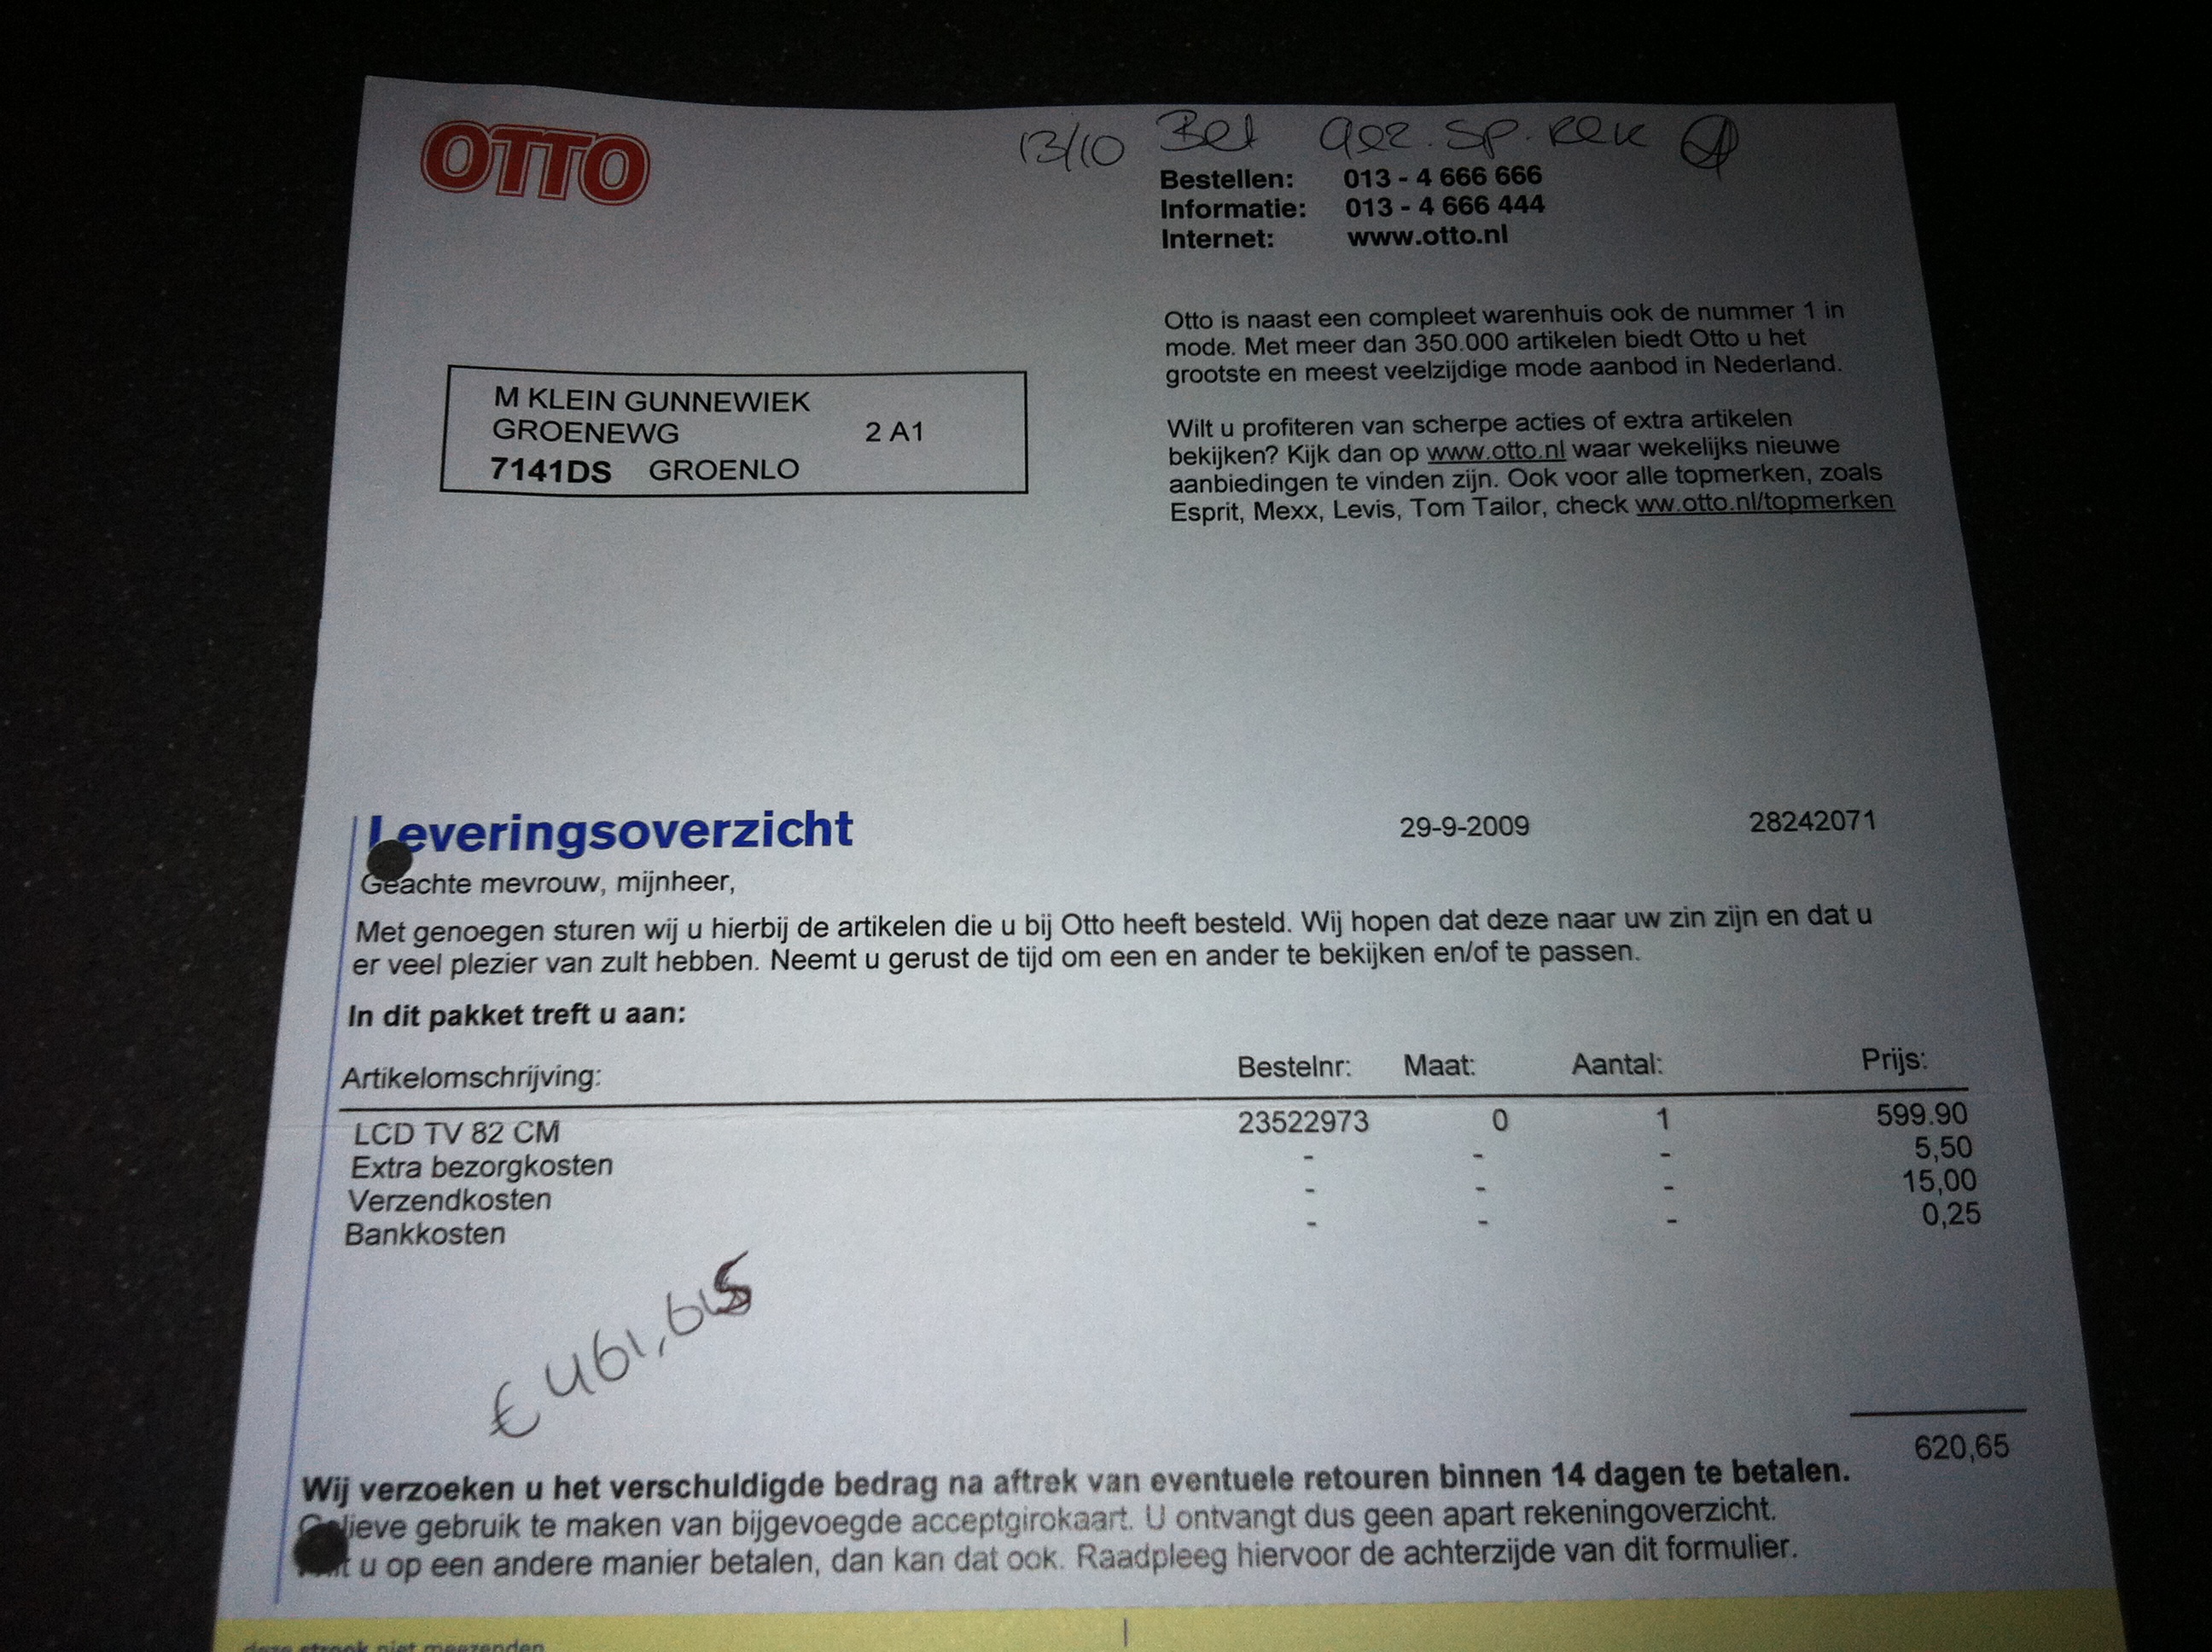 OTTO
13/10 Bet
Bestellen: 013 - 4 666 666
Informatie: 013 - 4 666 444
Internet: www.otto.nl
Otto is naast een compleet warenhuis ook de nummer 1 in
mode. Met meer dan 350.000 artikelen biedt Otto u het
grootste en meest veelzijdige mode aanbod in Nederland.
M KLEIN GUNNEWIEK
GROENEWG 2 A1
7141DS GROENLO
Wilt u profiteren van scherpe acties of extra artikelen
bekijken? Kijk dan op www.otto.nl waar wekelijks nieuwe
aanbiedingen te vinden zijn. Ook voor alle topmerken, zoals
Esprit, Mexx, Levis, Tom Tailor, check ww.otto.nl/topmerken
Leveringsoverzicht 29-9-2009 28242071
Geachte mevrouw, mijnheer,
Met genoegen sturen wij u hierbij de artikelen die u bij Otto heeft besteld. Wij hopen dat deze naar uw zin zijn en dat u
er veel plezier van zult hebben. Neemt u gerust de tijd om een en ander te bekijken en/of te passen.
In dit pakket treft u aan:
Artikelomschrijving: Bestelnr: Maat: Aantal: Prijs:
LCD TV 82 CM 23522973 0 1 599.90
Extra bezorgkosten - - - 5,50
Verzendkosten - - - 15,00
Bankkosten - - - 0,25
620,65
Wij verzoeken u het verschuldigde bedrag na aftrek van eventuele retouren binnen 14 dagen te betalen.
Gelieve gebruik te maken van bijgevoegde acceptgirokaart. U ontvangt dus geen apart rekeningoverzicht.
u op een andere manier betalen, dan kan dat ook. Raadpleeg hiervoor de achterzijde van dit formulier.
deze strook niet meezenden